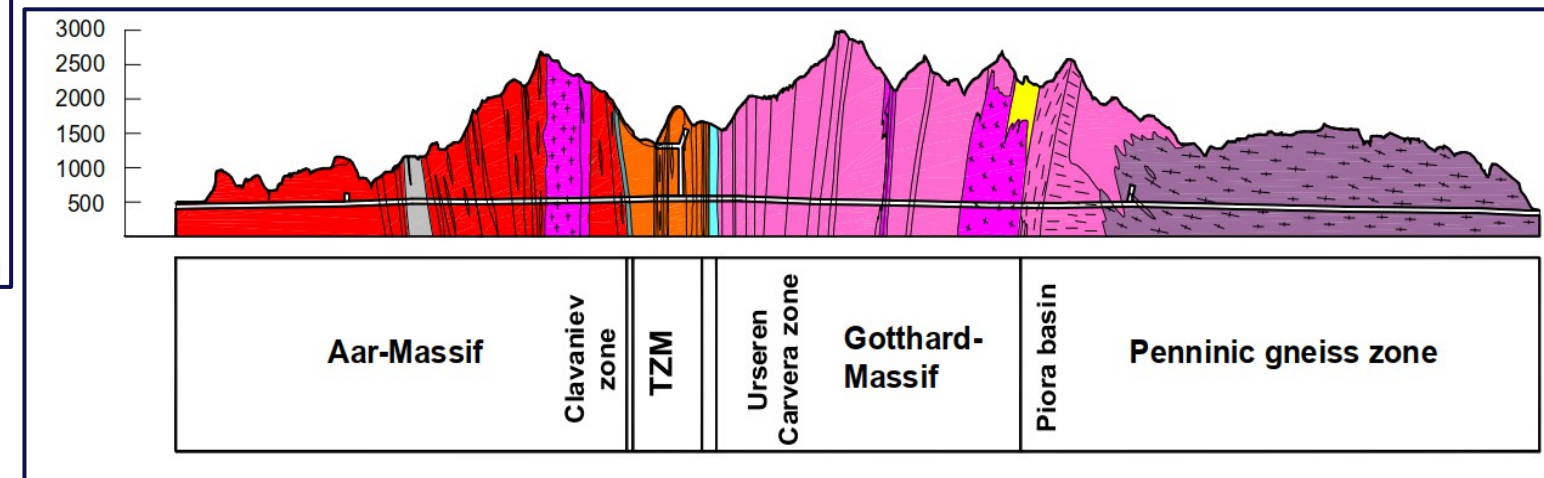 3000
2500
2000
1500
1000
500
Aar-Massif
Clavaniev
zone
TZM
Urseren
Carvera zone
Gotthard-
Massif
Piora basin
Penninic gneiss zone